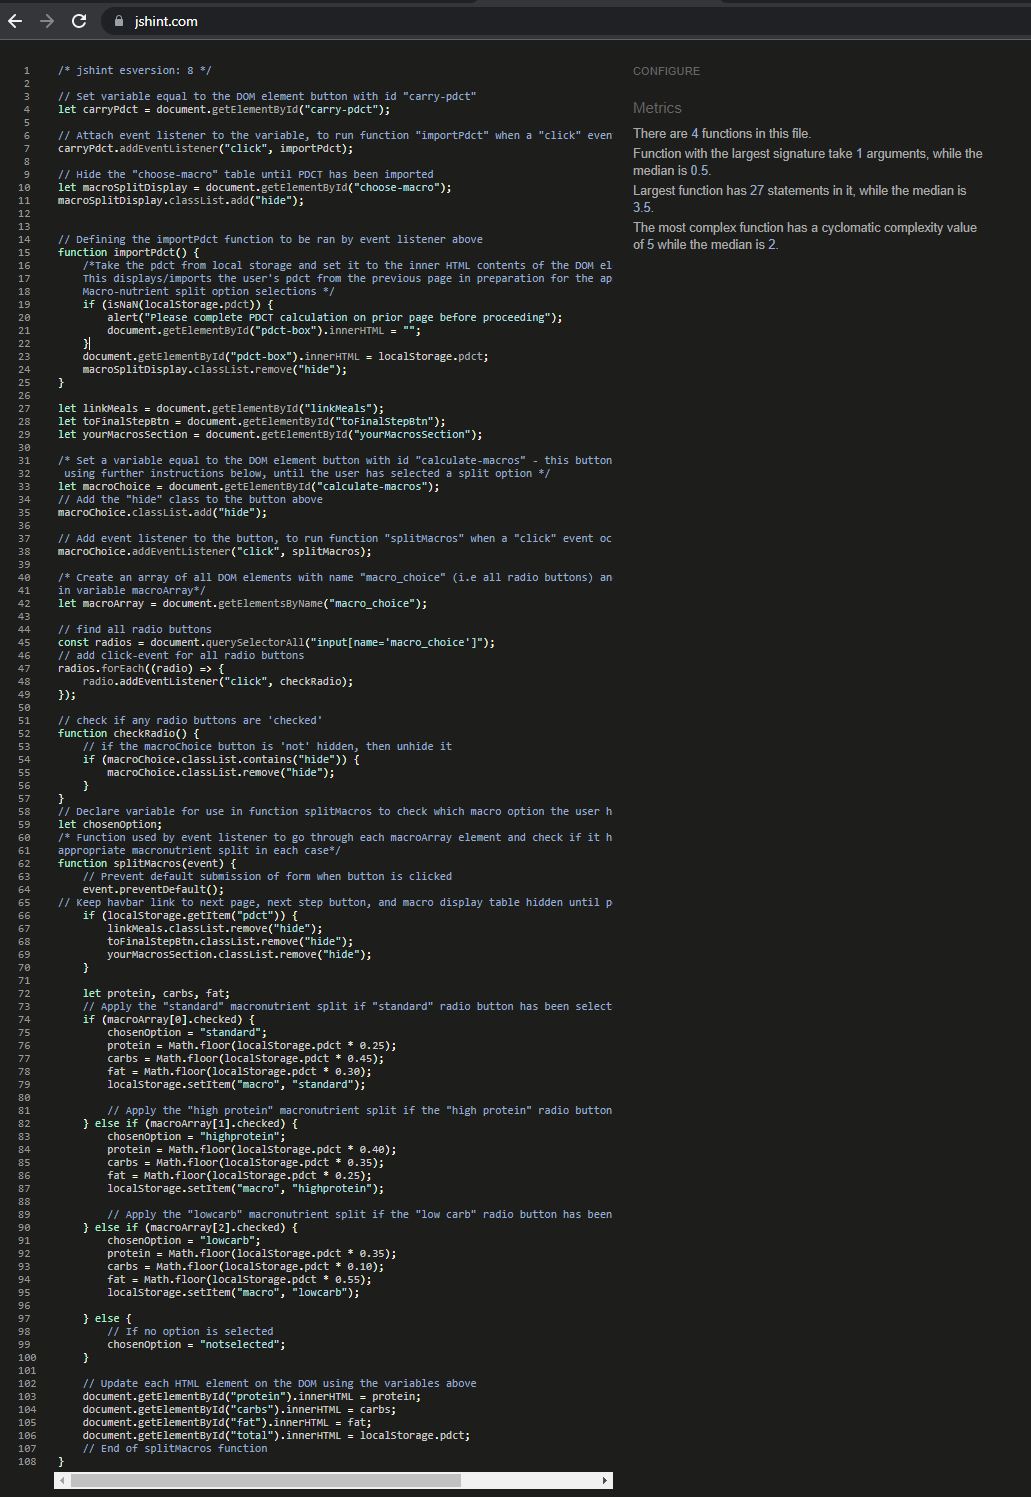 jshint.com
1 /* jshint esversion: 8 */
2
3 // Set variable equal to the DOM element button with id "carry-pdct"
4 let carryPdct = document.getElementById("carry-pdct");
5
6 // Attach event listener to the variable, to run function "importPdct" when a "click" even
7 carryPdct.addEventListener("click", importPdct);
8
9 // Hide the "choose-macro" table until PDCT has been imported
10 let macroSplitDisplay = document.getElementById("choose-macro");
11 macroSplitDisplay.classList.add("hide");
12
13
14 // Defining the importPdct function to be ran by event listener above
15 function importPdct() {
16 /*Take the pdct from local storage and set it to the inner HTML contents of the DOM el
17 This displays/imports the user's pdct from the previous page in preparation for the ap
18 Macro-nutrient split option selections */
19 if (isNaN(localStorage.pdct)) {
20 alert("Please complete PDCT calculation on prior page before proceeding");
21 document.getElementById("pdct-box").innerHTML = "";
22 }
23 document.getElementById("pdct-box").innerHTML = localStorage.pdct;
24 macroSplitDisplay.classList.remove("hide");
25 }
26
27 let linkMeals = document.getElementById("linkMeals");
28 let toFinalStepBtn = document.getElementById("toFinalStepBtn");
29 let yourMacrosSection = document.getElementById("yourMacrosSection");
30
31 /* Set a variable equal to the DOM element button with id "calculate-macros" - this button
32 using further instructions below, until the user has selected a split option */
33 let macroChoice = document.getElementById("calculate-macros");
34 // Add the "hide" class to the button above
35 macroChoice.classList.add("hide");
36
37 // Add event listener to the button, to run function "splitMacros" when a "click" event oc
38 macroChoice.addEventListener("click", splitMacros);
39
40 /* Create an array of all DOM elements with name "macro_choice" (i.e all radio buttons) an
41 in variable macroArray*/
42 let macroArray = document.getElementsByName("macro_choice");
43
44 // find all radio buttons
45 const radios = document.querySelectorAll("input[name='macro_choice']");
46 // add click-event for all radio buttons
47 radios.forEach((radio) => {
48 radio.addEventListener("click", checkRadio);
49 });
50
51 // check if any radio buttons are 'checked'
52 function checkRadio() {
53 // if the macroChoice button is 'not' hidden, then unhide it
54 if (macroChoice.classList.contains("hide")) {
55 macroChoice.classList.remove("hide");
56 }
57 }
58 // Declare variable for use in function splitMacros to check which macro option the user h
59 let chosenOption;
60 /* Function used by event listener to go through each macroArray element and check if it h
61 appropriate macronutrient split in each case*/
62 function splitMacros(event) {
63 // Prevent default submission of form when button is clicked
64 event.preventDefault();
65 // Keep havbar link to next page, next step button, and macro display table hidden until p
66 if (localStorage.getItem("pdct")) {
67 linkMeals.classList.remove("hide");
68 toFinalStepBtn.classList.remove("hide");
69 yourMacrosSection.classList.remove("hide");
70 }
71
72 let protein, carbs, fat;
73 // Apply the "standard" macronutrient split if "standard" radio button has been select
74 if (macroArray[0].checked) {
75 chosenOption = "standard";
76 protein = Math.floor(localStorage.pdct * 0.25);
77 carbs = Math.floor(localStorage.pdct * 0.45);
78 fat = Math.floor(localStorage.pdct * 0.30);
79 localStorage.setItem("macro", "standard");
80
81 // Apply the "high protein" macronutrient split if the "high protein" radio button
82 } else if (macroArray[1].checked) {
83 chosenOption = "highprotein";
84 protein = Math.floor(localStorage.pdct * 0.40);
85 carbs = Math.floor(localStorage.pdct * 0.35);
86 fat = Math.floor(localStorage.pdct * 0.25);
87 localStorage.setItem("macro", "highprotein");
88
89 // Apply the "lowcarb" macronutrient split if the "low carb" radio button has been
90 } else if (macroArray[2].checked) {
91 chosenOption = "lowcarb";
92 protein = Math.floor(localStorage.pdct * 0.35);
93 carbs = Math.floor(localStorage.pdct * 0.10);
94 fat = Math.floor(localStorage.pdct * 0.55);
95 localStorage.setItem("macro", "lowcarb");
96
97 } else {
98 // If no option is selected
99 chosenOption = "notselected";
100 }
101
102 // Update each HTML element on the DOM using the variables above
103 document.getElementById("protein").innerHTML = protein;
104 document.getElementById("carbs").innerHTML = carbs;
105 document.getElementById("fat").innerHTML = fat;
106 document.getElementById("total").innerHTML = localStorage.pdct;
107 // End of splitMacros function
108 }
CONFIGURE
Metrics
There are 4 functions in this file.
Function with the largest signature take 1 arguments, while the
median is 0.5.
Largest function has 27 statements in it, while the median is
3.5.
The most complex function has a cyclomatic complexity value
of 5 while the median is 2.